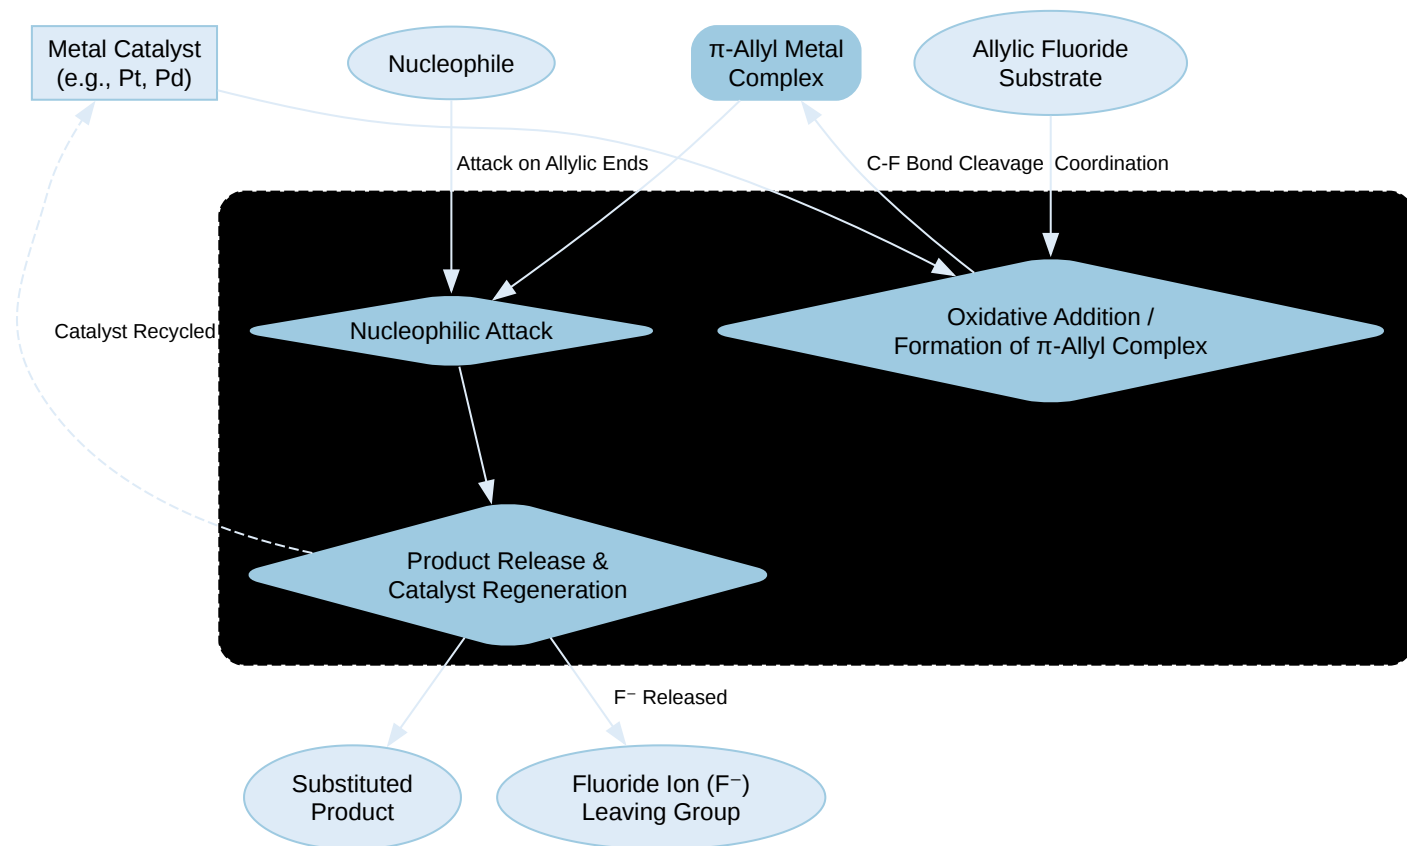 Metal Catalyst
(e.g., Pt, Pd)
Nucleophile
π-Allyl Metal
Complex
Allylic Fluoride
Substrate
Attack on Allylic Ends
C-F Bond Cleavage
Coordination
Catalyst Recycled
Nucleophilic Attack
Oxidative Addition /
Formation of π-Allyl Complex
Product Release &
Catalyst Regeneration
F⁻ Released
Substituted
Product
Fluoride Ion (F⁻)
Leaving Group